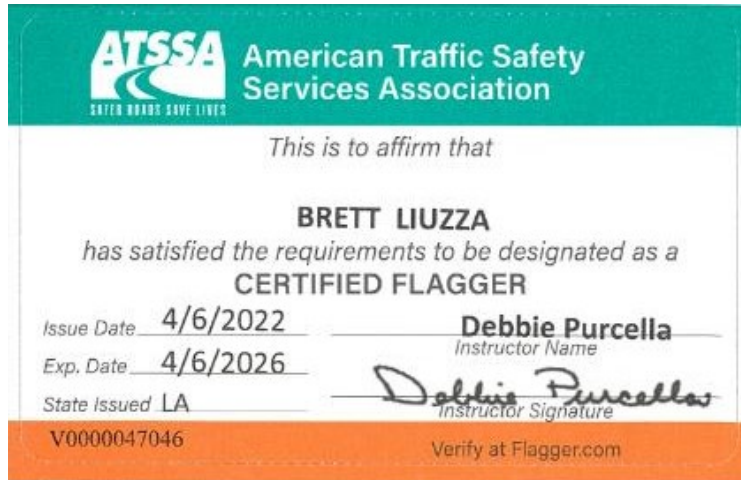 ATSSA
SAFER ROADS SAVE LIVES
American Traffic Safety
Services Association
This is to affirm that
BRETT LIUZZA
has satisfied the requirements to be designated as a
CERTIFIED FLAGGER
Issue Date 4/6/2022
Debbie Purcella
Instructor Name
Exp. Date 4/6/2026
Debbie Purcella
Instructor Signature
State Issued LA
V0000047046
Verify at Flagger.com